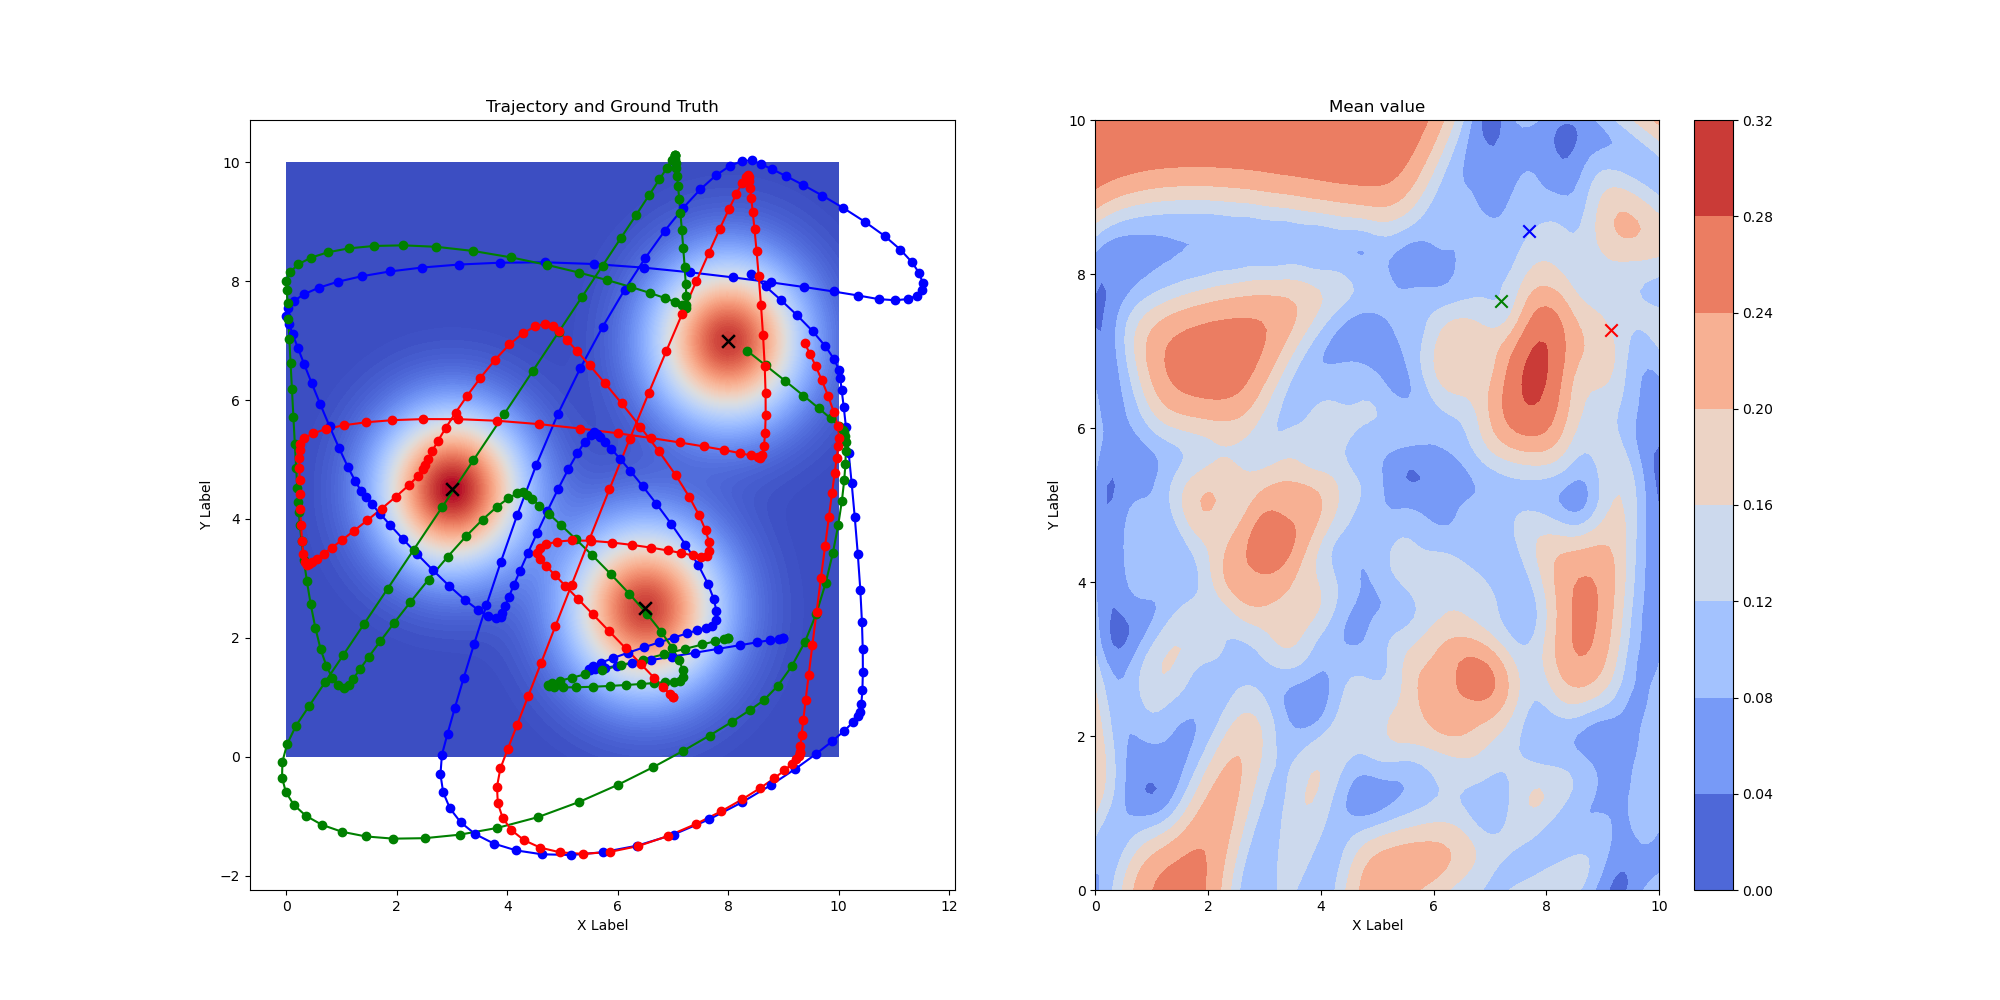 Trajectory and Ground Truth
Y Label
10
8
6
4
2
0
−2
0 2 4 6 8 10 12
X Label
Mean value
Y Label
10
8
6
4
2
0
0 2 4 6 8 10
X Label
0.32
0.28
0.24
0.20
0.16
0.12
0.08
0.04
0.00